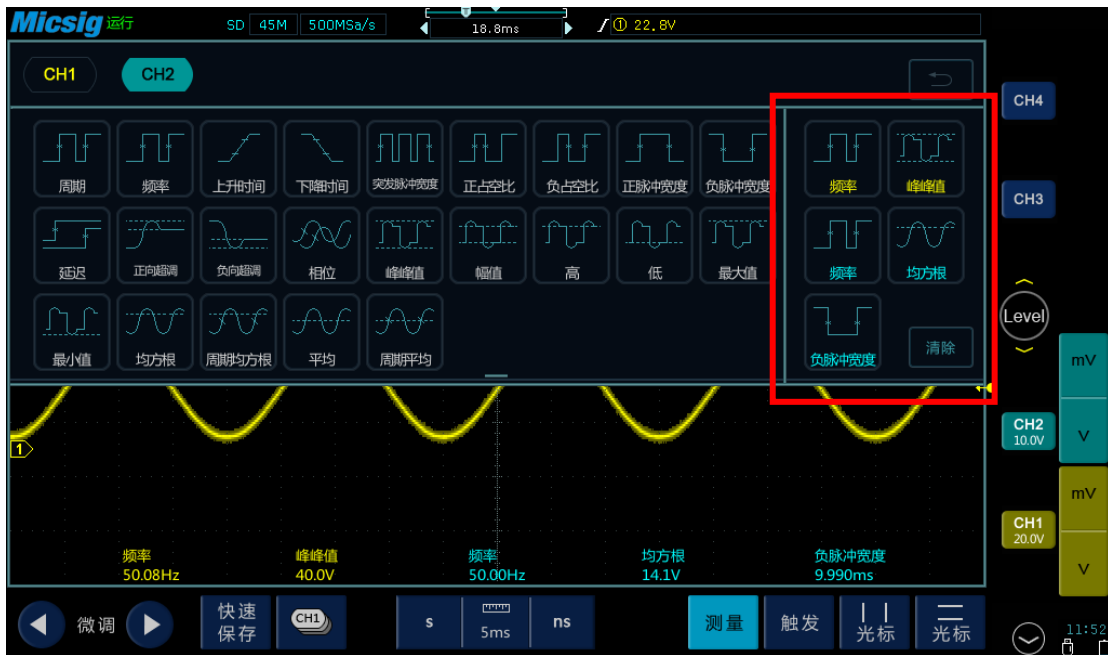 Micsig 运行 SD 45M 500MSa/s 18.8ms ① 22.8V
CH1 CH2
CH4
周期 频率 上升时间 下降时间 突发脉冲宽度 正占空比 负占空比 正脉冲宽度 负脉冲宽度 频率 峰峰值
CH3
延迟 正向超调 负向超调 相位 峰峰值 幅值 高 低 最大值 频率 均方根
Level
最小值 均方根 周期均方根 平均 周期平均 负脉冲宽度 清除
mV
CH2
10.0V
V
1
mV
CH1
20.0V
V
频率 峰峰值 频率 均方根 负脉冲宽度
50.08Hz 40.0V 50.00Hz 14.1V 9.990ms
微调 快速保存 CH1 s 5ms ns 测量 触发 光标 光标
11:52